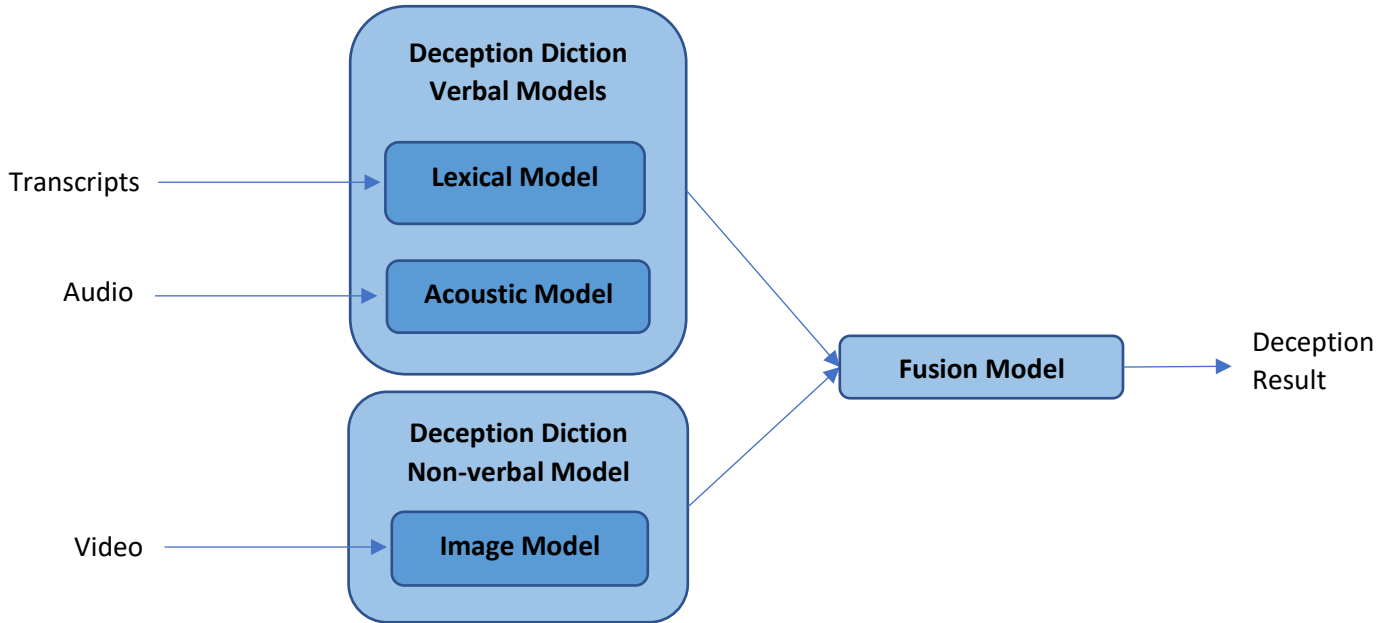 Deception Diction
Verbal Models
Transcripts
Lexical Model
Audio
Acoustic Model
Deception Diction
Non-verbal Model
Video
Image Model
Fusion Model
Deception
Result